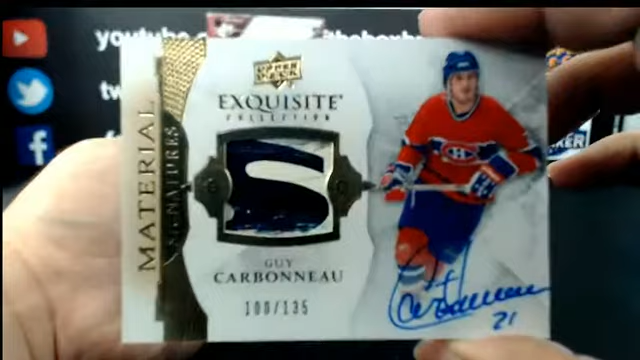 UPPER DECK
EXQUISITE
COLLECTION
MATERIAL
SIGNATURES
GUY
CARBONNEAU
100/135
21